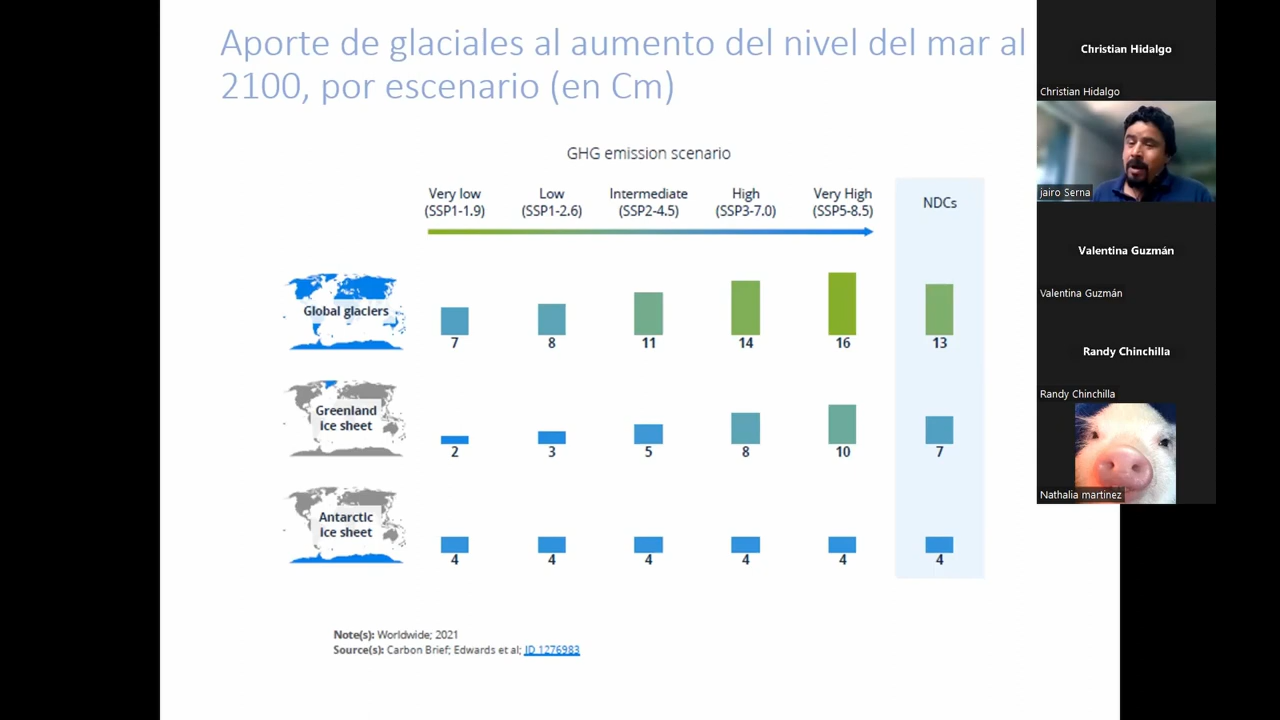 Aporte de glaciales al aumento del nivel del mar al
2100, por escenario (en Cm)
GHG emission scenario
Very low
(SSP1-1.9)
Low
(SSP1-2.6)
Intermediate
(SSP2-4.5)
High
(SSP3-7.0)
Very High
(SSP5-8.5)
NDCs
Global glaciers
7 8 11 14 16 13
Greenland
ice sheet
2 3 5 8 10 7
Antarctic
ice sheet
4 4 4 4 4 4
Note(s): Worldwide; 2021
Source(s): Carbon Brief; Edwards et al; ID 1276983
Christian Hidalgo
Christian Hidalgo
jairo Serna
Valentina Guzmán
Valentina Guzmán
Randy Chinchilla
Randy Chinchilla
Nathalia martinez